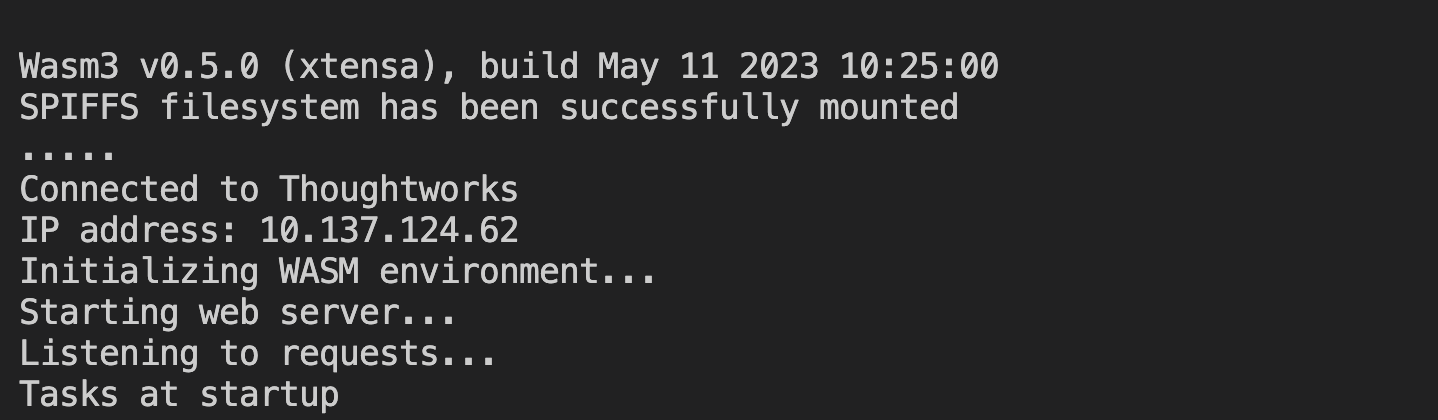 Wasm3 v0.5.0 (xtensa), build May 11 2023 10:25:00
SPIFFS filesystem has been successfully mounted
.....
Connected to Thoughtworks
IP address: 10.137.124.62
Initializing WASM environment...
Starting web server...
Listening to requests...
Tasks at startup